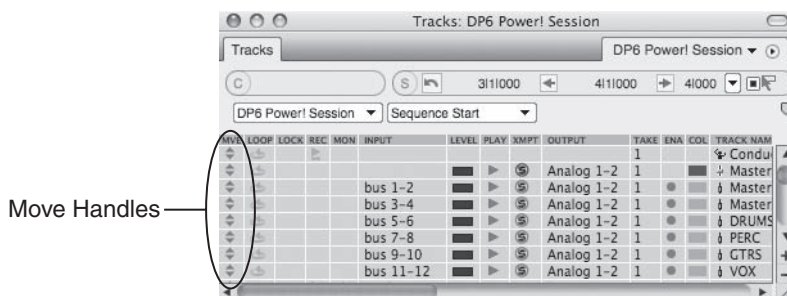 Tracks: DP6 Power! Session
Tracks
DP6 Power! Session
C
S
3|1|000
4|1|000
4|000
DP6 Power! Session
Sequence Start
MVE LOOP LOCK REC MON INPUT LEVEL PLAY XMPT OUTPUT TAKE ENA COL TRACK NAM
1 Condu
S Analog 1-2 1 Master
bus 1-2 S Analog 1-2 1 Master
bus 3-4 S Analog 1-2 1 Master
bus 5-6 S Analog 1-2 1 DRUMS
bus 7-8 S Analog 1-2 1 PERC
bus 9-10 S Analog 1-2 1 GTRS
bus 11-12 S Analog 1-2 1 VOX
Move Handles